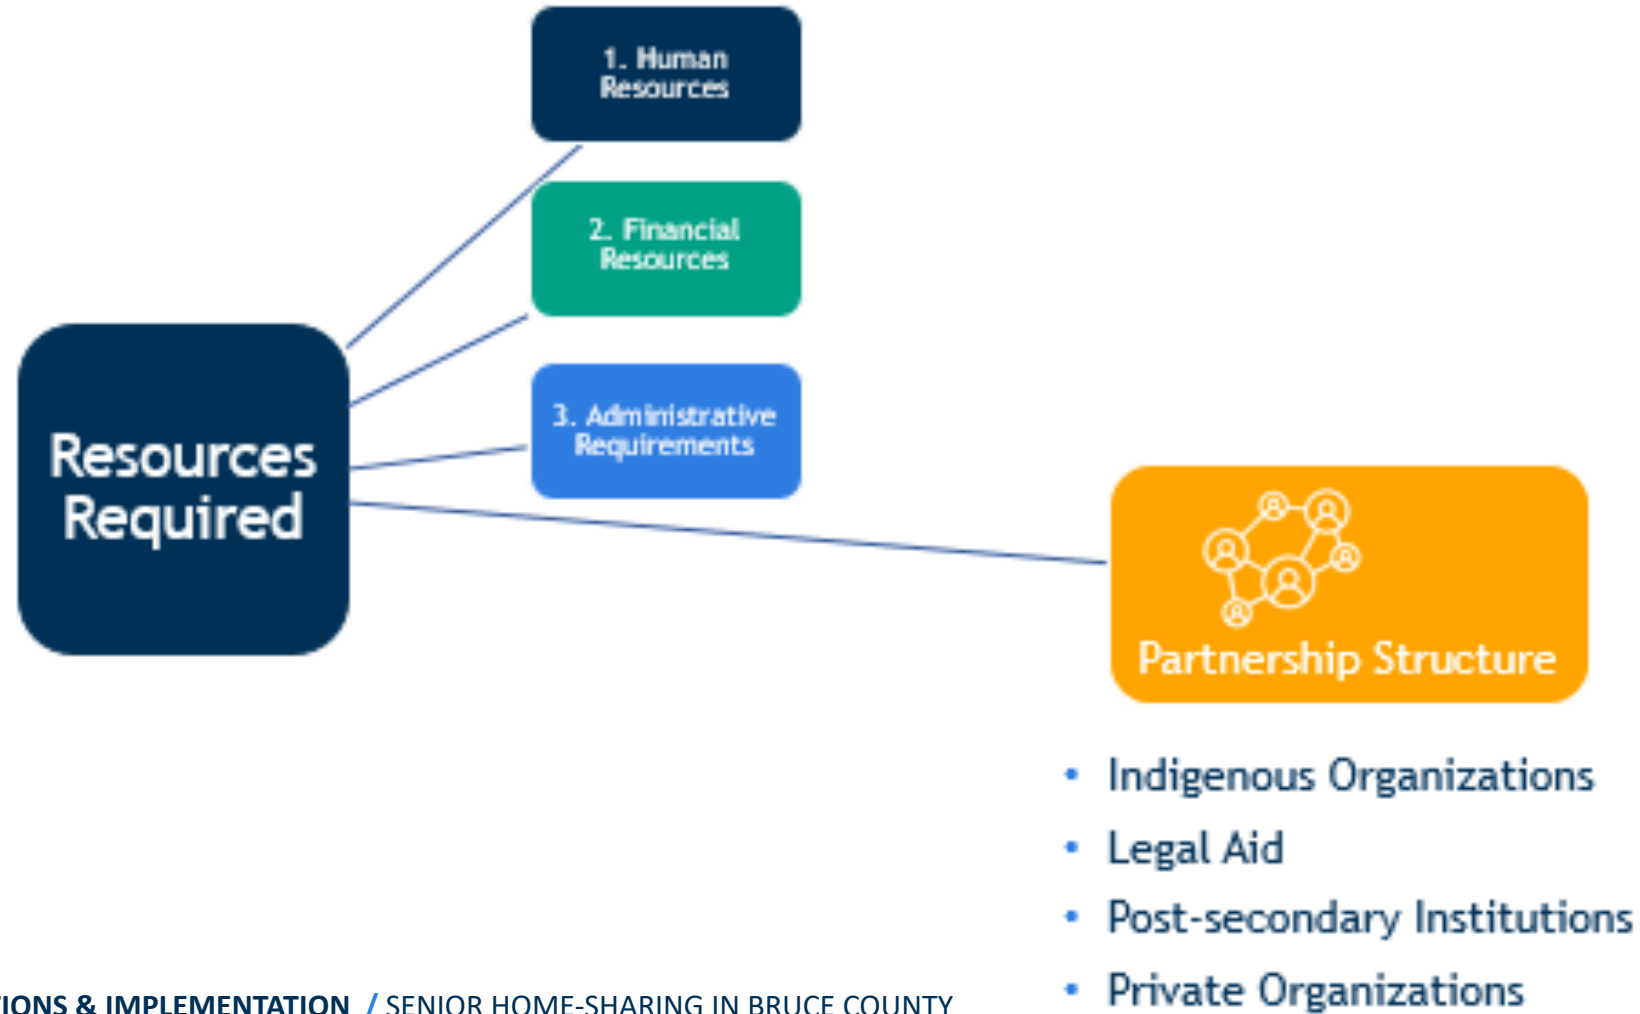 1. Human
Resources
2. Financial
Resources
3. Administrative
Requirements
Resources
Required
Partnership Structure
• Indigenous Organizations
• Legal Aid
• Post-secondary Institutions
• Private Organizations
TIONS & IMPLEMENTATION / SENIOR HOME-SHARING IN BRUCE COUNTY